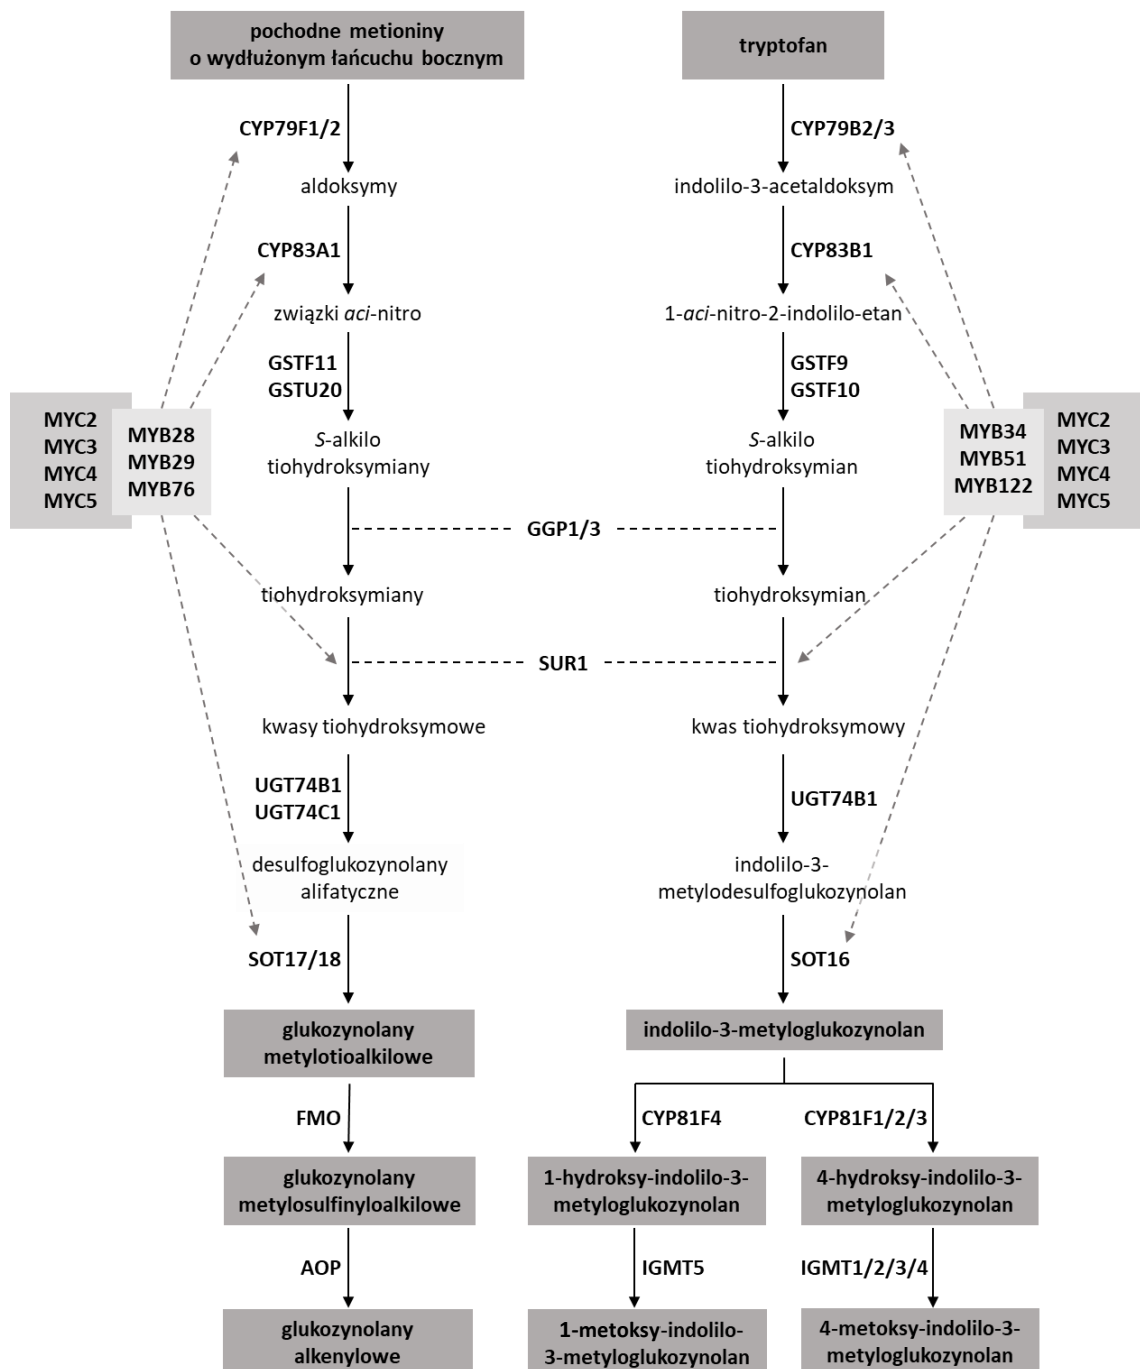 pochodne metioniny
o wydłużonym łańcuchu bocznym
tryptofan
CYP79F1/2
CYP79B2/3
aldoksymy
indolilo-3-acetaldoksym
CYP83A1
CYP83B1
związki aci-nitro
1-aci-nitro-2-indolilo-etan
GSTF11
GSTU20
GSTF9
GSTF10
MYC2
MYC3
MYC4
MYC5
MYB28
MYB29
MYB76
S-alkilo
tiohydroksymiany
S-alkilo
tiohydroksymian
MYB34
MYB51
MYB122
MYC2
MYC3
MYC4
MYC5
GGP1/3
tiohydroksymiany
tiohydroksymian
SUR1
kwasy tiohydroksymowe
kwas tiohydroksymowy
UGT74B1
UGT74C1
UGT74B1
desulfoglukozynolany
alifatyczne
indolilo-3-
metylodesulfoglukozynolan
SOT17/18
SOT16
glukozynolany
metylotioalkilowe
indolilo-3-metyloglukozynolan
FMO
CYP81F4
CYP81F1/2/3
glukozynolany
metylosulfinyloalkilowe
1-hydroksy-indolilo-3-
metyloglukozynolan
4-hydroksy-indolilo-3-
metyloglukozynolan
AOP
IGMT5
IGMT1/2/3/4
glukozynolany
alkenylowe
1-metoksy-indolilo-
3-metyloglukozynolan
4-metoksy-indolilo-3-
metyloglukozynolan